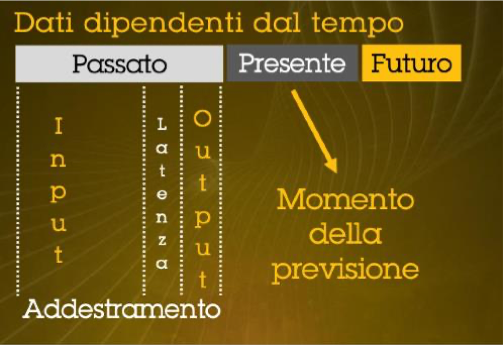 Dati dipendenti dal tempo
Passato Presente Futuro
Input
Latenza
Output
Momento
della
previsione
Addestramento